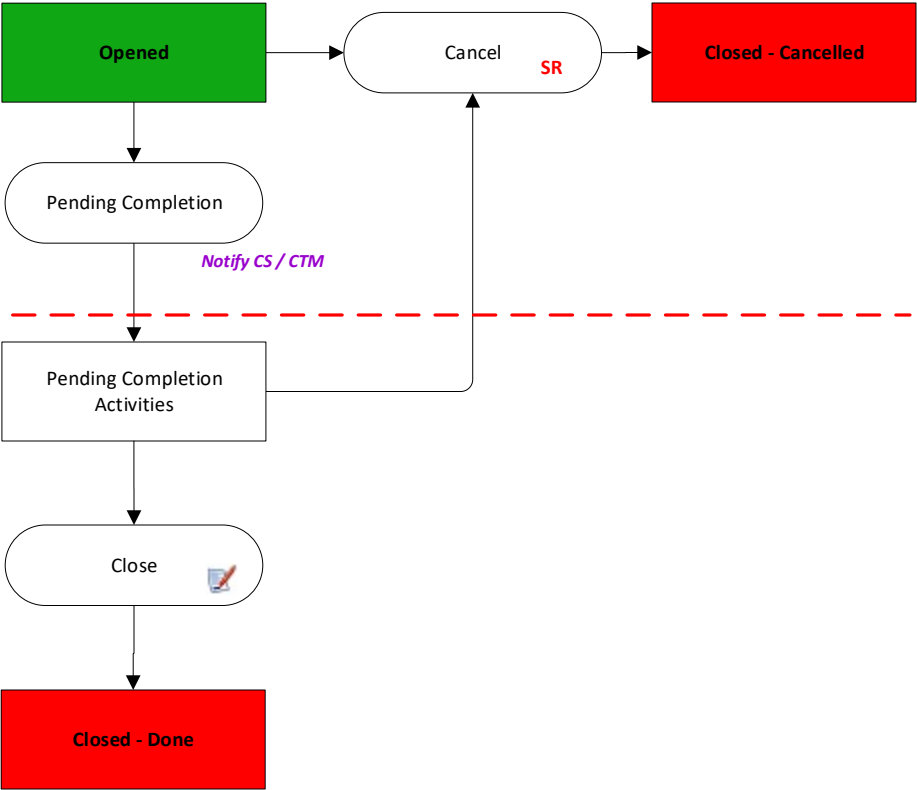 Opened
Cancel
SR
Closed - Cancelled
Pending Completion
Notify CS / CTM
Pending Completion
Activities
Close
Closed - Done